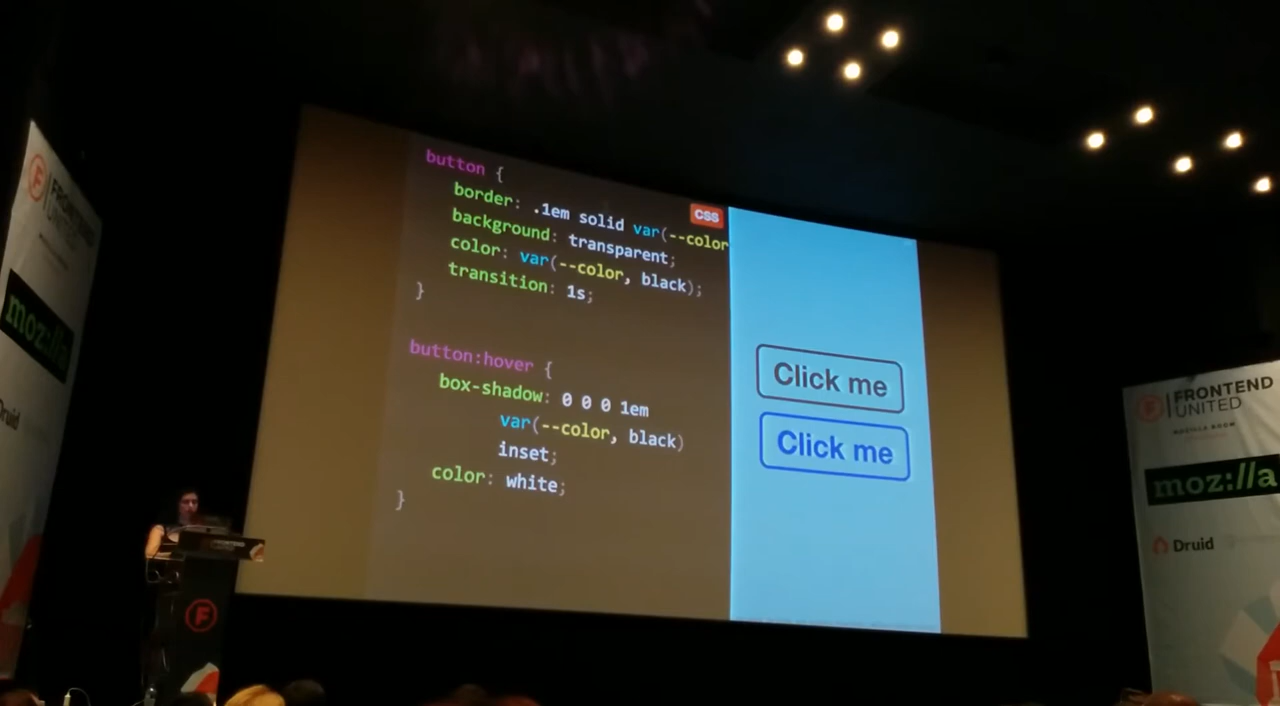 button {
border: .1em solid var(--color
background: transparent;
color: var(--color, black);
transition: 1s;
}
button:hover {
box-shadow: 0 0 0 1em
var(--color, black)
inset;
color: white;
}
CSS
Click me
Click me
F
FRONTEND
UNITED
moz://a
Druid
F
FRONTEND
UNITED
MOZILLA ROOM
moz://a
Druid